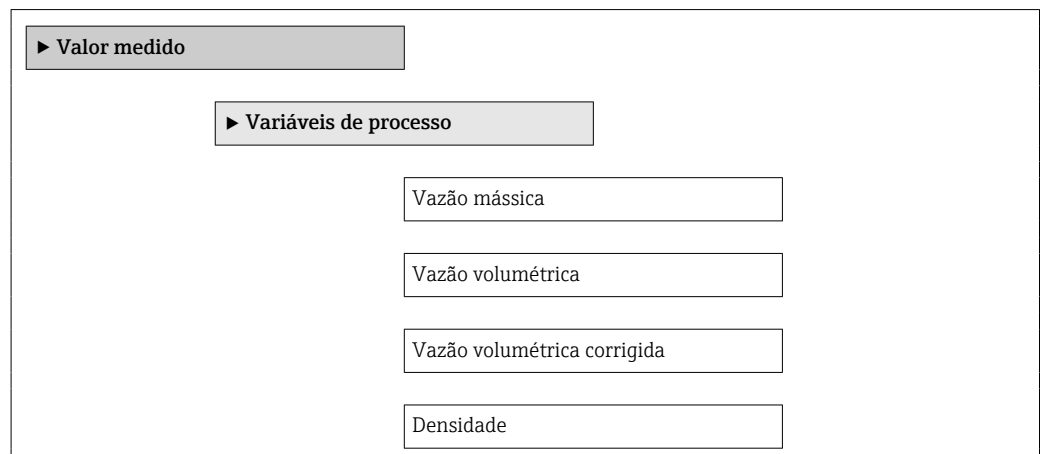 ▶ Valor medido
▶ Variáveis de processo
Vazão mássica
Vazão volumétrica
Vazão volumétrica corrigida
Densidade